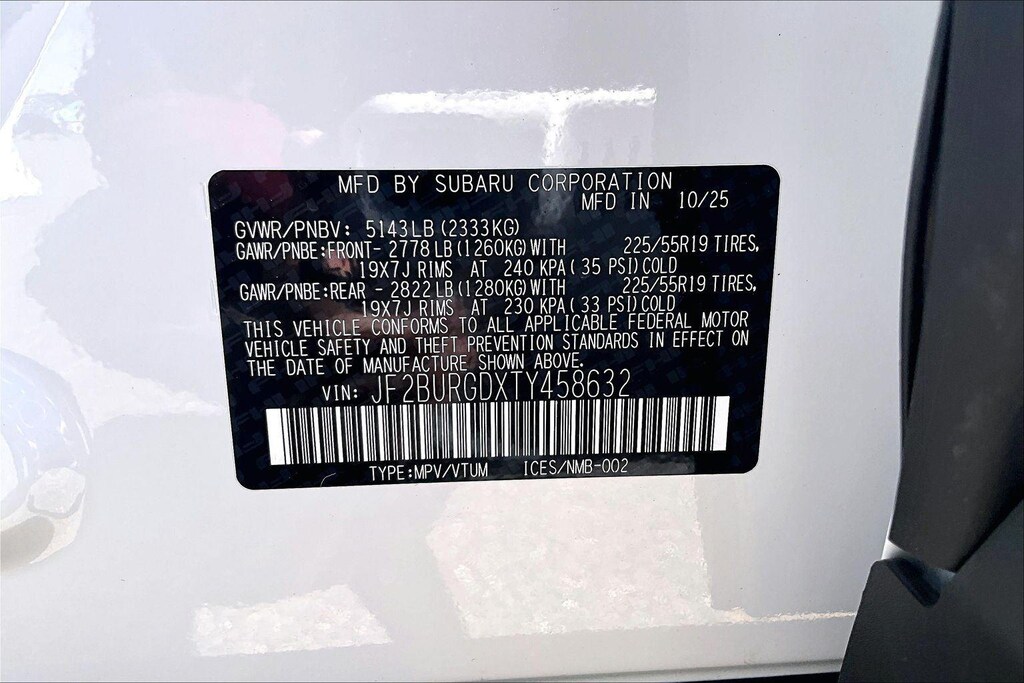 MFD BY SUBARU CORPORATION
MFD IN 10/25
GVWR/PNBV: 5143LB (2333KG)
GAWR/PNBE:FRONT- 2778 LB (1260KG) WITH 225/55R19 TIRES,
19X7J RIMS AT 240 KPA ( 35 PSI) COLD
GAWR/PNBE:REAR - 2822 LB (1280KG) WITH 225/55R19 TIRES,
19X7J RIMS AT 230 KPA ( 33 PSI) COLD
THIS VEHICLE CONFORMS TO ALL APPLICABLE FEDERAL MOTOR
VEHICLE SAFETY AND THEFT PREVENTION STANDARDS IN EFFECT ON
THE DATE OF MANUFACTURE SHOWN ABOVE.
VIN: JF2BURGDXTY458632
TYPE:MPV/VTUM ICES/NMB-002